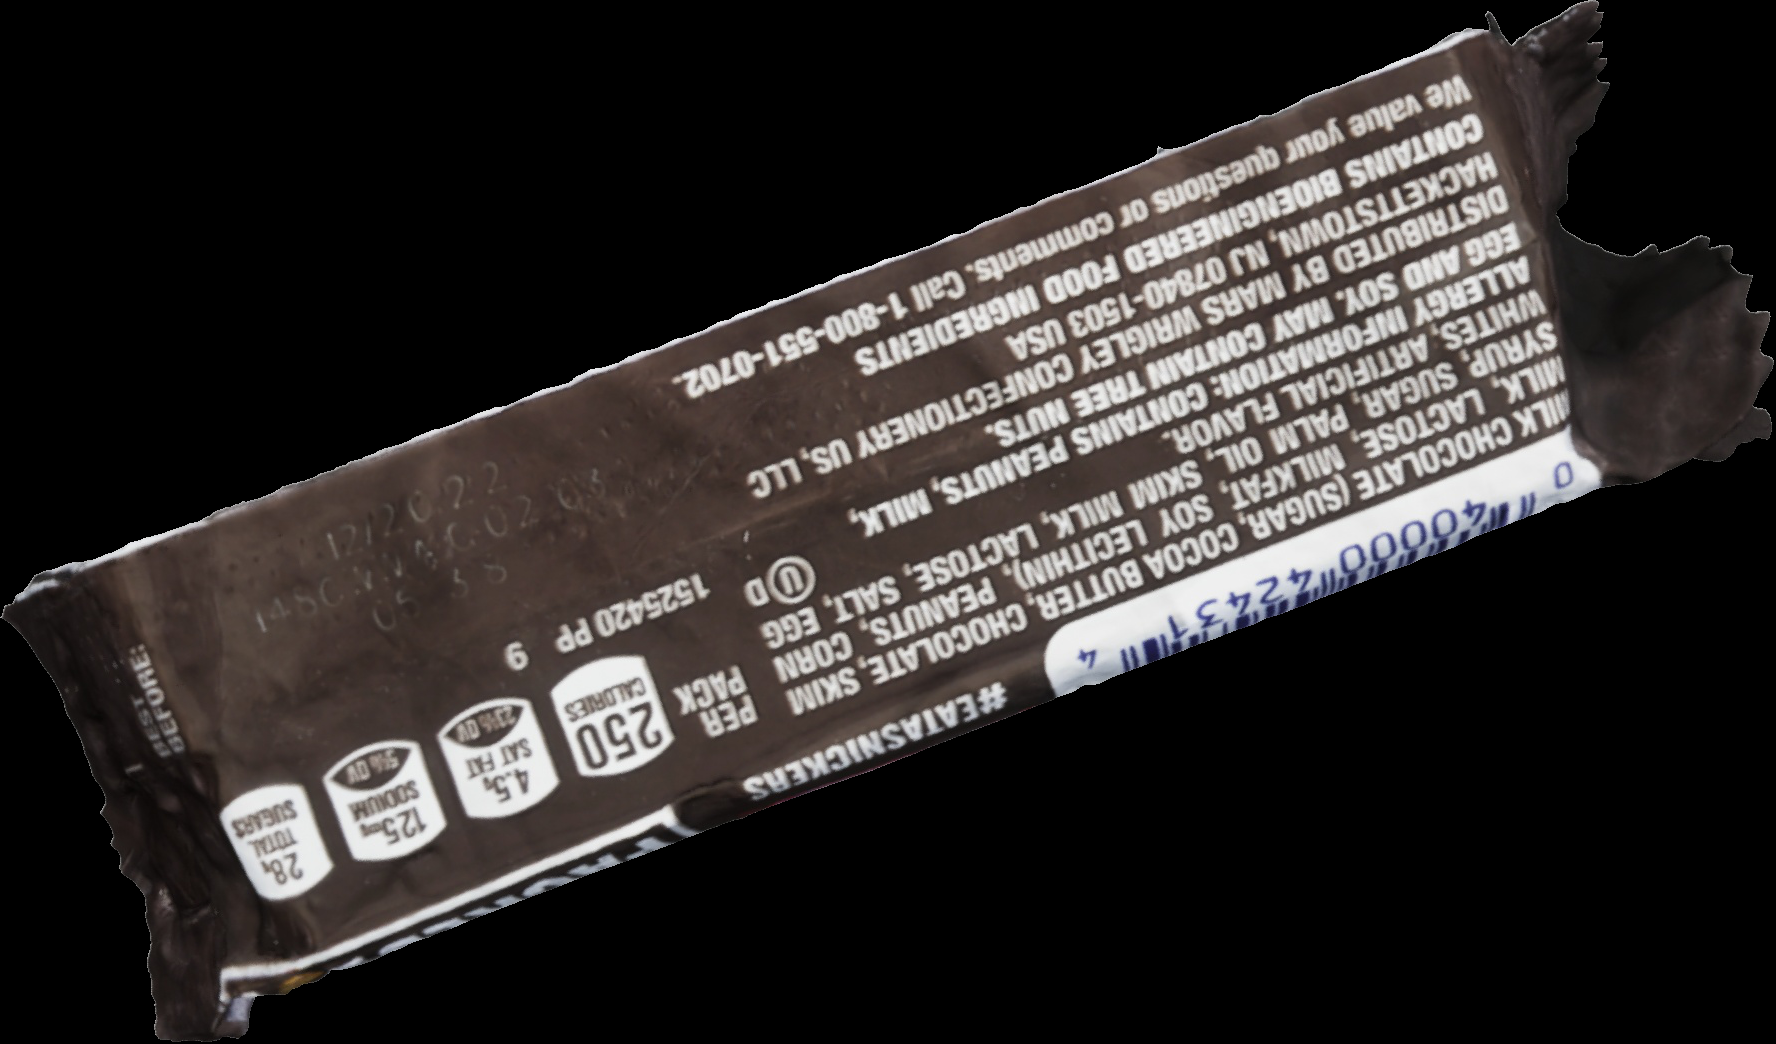 #EATASNICKERS
0 40000 42431 4
MILK CHOCOLATE (SUGAR, COCOA BUTTER, CHOCOLATE, SKIM
MILK, LACTOSE, MILKFAT, SOY LECITHIN), PEANUTS, CORN
SYRUP, SUGAR, PALM OIL, SKIM MILK, LACTOSE, SALT, EGG
WHITES, ARTIFICIAL FLAVOR.
ALLERGY INFORMATION: CONTAINS PEANUTS, MILK,
EGG AND SOY. MAY CONTAIN TREE NUTS.
DISTRIBUTED BY MARS WRIGLEY CONFECTIONERY US, LLC
HACKETTSTOWN, NJ 07840-1503 USA
CONTAINS BIOENGINEERED FOOD INGREDIENTS
We value your questions or comments. Call 1-800-551-0702.
U D
PER
PACK
250
CALORIES
4.5g
SAT FAT
23% DV
125mg
SODIUM
5% DV
28g
TOTAL
SUGARS
1525420 PP
9
BEST
BEFORE:
12/2022